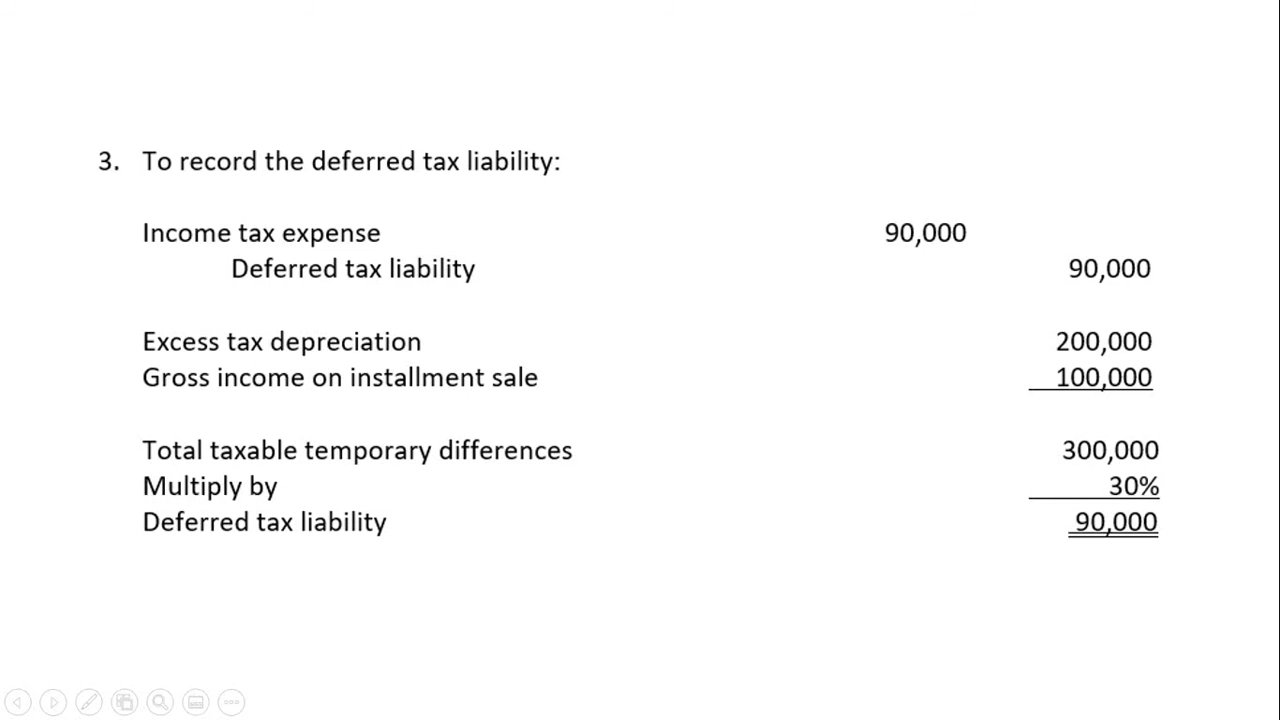 3. To record the deferred tax liability:
Income tax expense 90,000
Deferred tax liability 90,000
Excess tax depreciation 200,000
Gross income on installment sale 100,000
Total taxable temporary differences 300,000
Multiply by 30%
Deferred tax liability 90,000